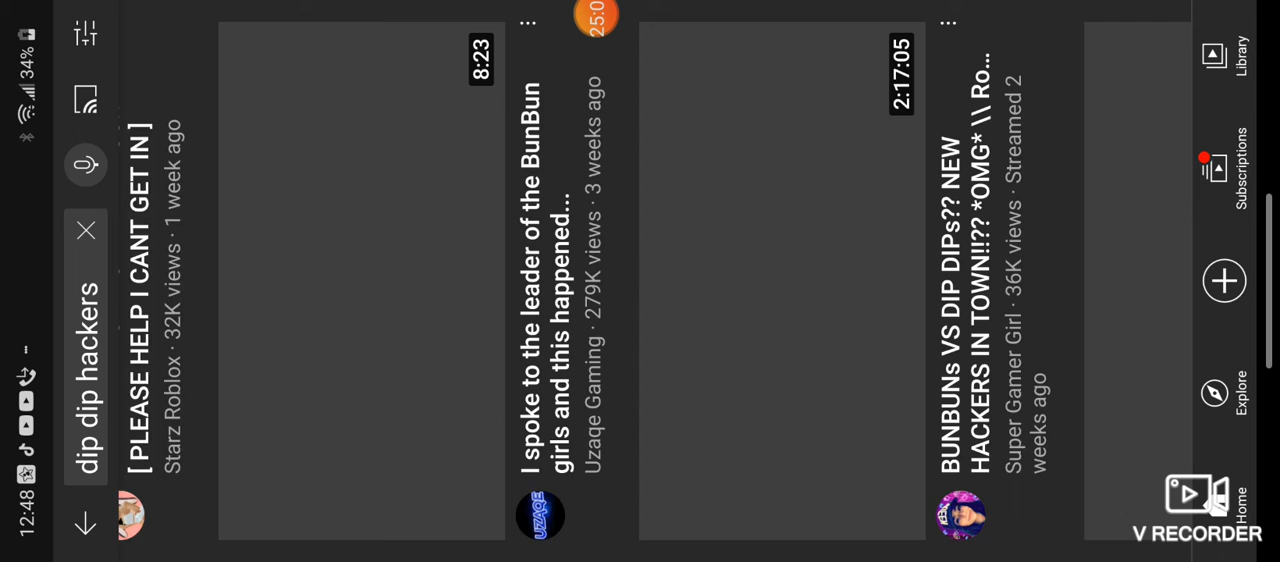 12:48
34%
dip dip hackers
[ PLEASE HELP I CANT GET IN ]
Starz Roblox · 32K views · 1 week ago
8:23
I spoke to the leader of the BunBun
girls and this happened...
Uzaqe Gaming · 279K views · 3 weeks ago
UZAQE
25:0
2:17:05
BUNBUNs VS DIP DIPs?? NEW
HACKERS IN TOWN!!?? *OMG* \\ Ro...
Super Gamer Girl · 36K views · Streamed 2
weeks ago
Home
Explore
Subscriptions
Library
V RECORDER